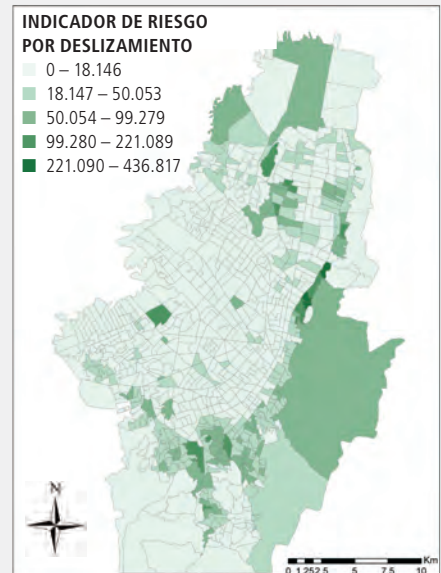 INDICADOR DE RIESGO
POR DESLIZAMIENTO
0 – 18.146
18.147 – 50.053
50.054 – 99.279
99.280 – 221.089
221.090 – 436.817
N
Km
0 1.252.5 5 7.5 10